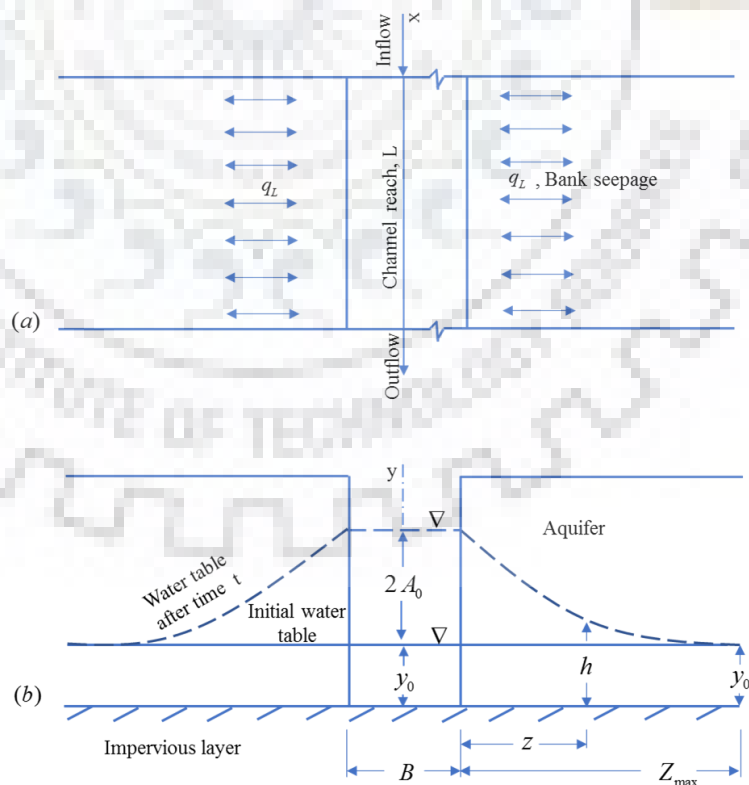 x
Inflow
Channel reach, L
q_L
q_L , Bank seepage
(a)
Outflow
y
∇
Aquifer
Water table
after time t
2 A_0
Initial water
table
∇
y_0
h
y_0
(b)
Impervious layer
z
B
Z_max